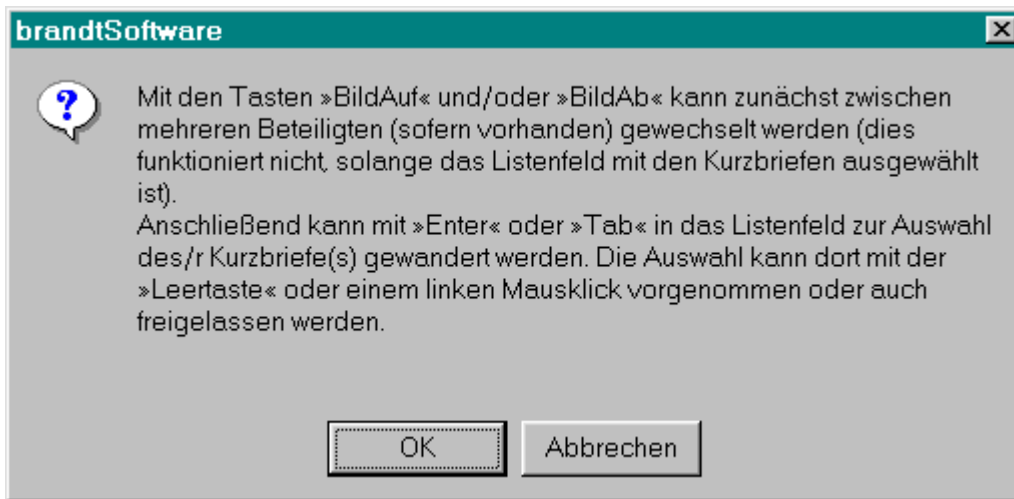 brandtSoftware
Mit den Tasten »BildAuf« und/oder »BildAb« kann zunächst zwischen
mehreren Beteiligten (sofern vorhanden) gewechselt werden (dies
funktioniert nicht, solange das Listenfeld mit den Kurzbriefen ausgewählt
ist).
Anschließend kann mit »Enter« oder »Tab« in das Listenfeld zur Auswahl
des/r Kurzbriefe(s) gewandert werden. Die Auswahl kann dort mit der
»Leertaste« oder einem linken Mausklick vorgenommen oder auch
freigelassen werden.
OK
Abbrechen